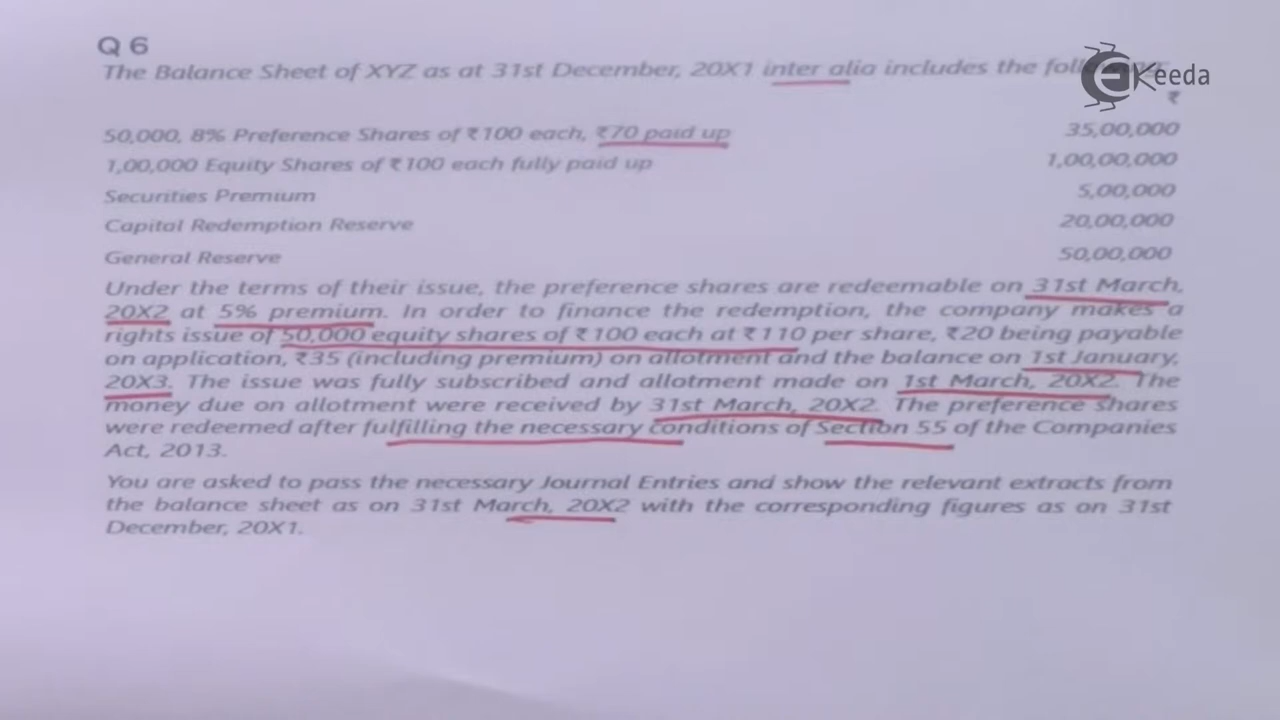 Q 6
The Balance Sheet of XYZ as at 31st December, 20X1 inter alia includes the
Keeda
₹
50,000, 8% Preference Shares of ₹100 each, ₹70 paid up 35,00,000
1,00,000 Equity Shares of ₹100 each fully paid up 1,00,00,000
Securities Premium 5,00,000
Capital Redemption Reserve 20,00,000
General Reserve 50,00,000
Under the terms of their issue, the preference shares are redeemable on 31st March,
20X2 at 5% premium. In order to finance the redemption, the company makes a
rights issue of 50,000 equity shares of ₹100 each at ₹110 per share, ₹20 being payable
on application, ₹35 (including premium) on allotment and the balance on 1st January,
20X3. The issue was fully subscribed and allotment made on 1st March, 20X2. The
money due on allotment were received by 31st March, 20X2. The preference shares
were redeemed after fulfilling the necessary conditions of Section 55 of the Companies
Act, 2013.
You are asked to pass the necessary Journal Entries and show the relevant extracts from
the balance sheet as on 31st March, 20X2 with the corresponding figures as on 31st
December, 20X1.